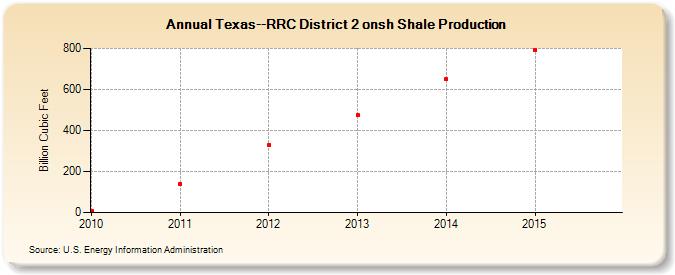 Annual Texas--RRC District 2 onsh Shale Production
Billion Cubic Feet
800
600
400
200
0
2010 2011 2012 2013 2014 2015
Source: U.S. Energy Information Administration